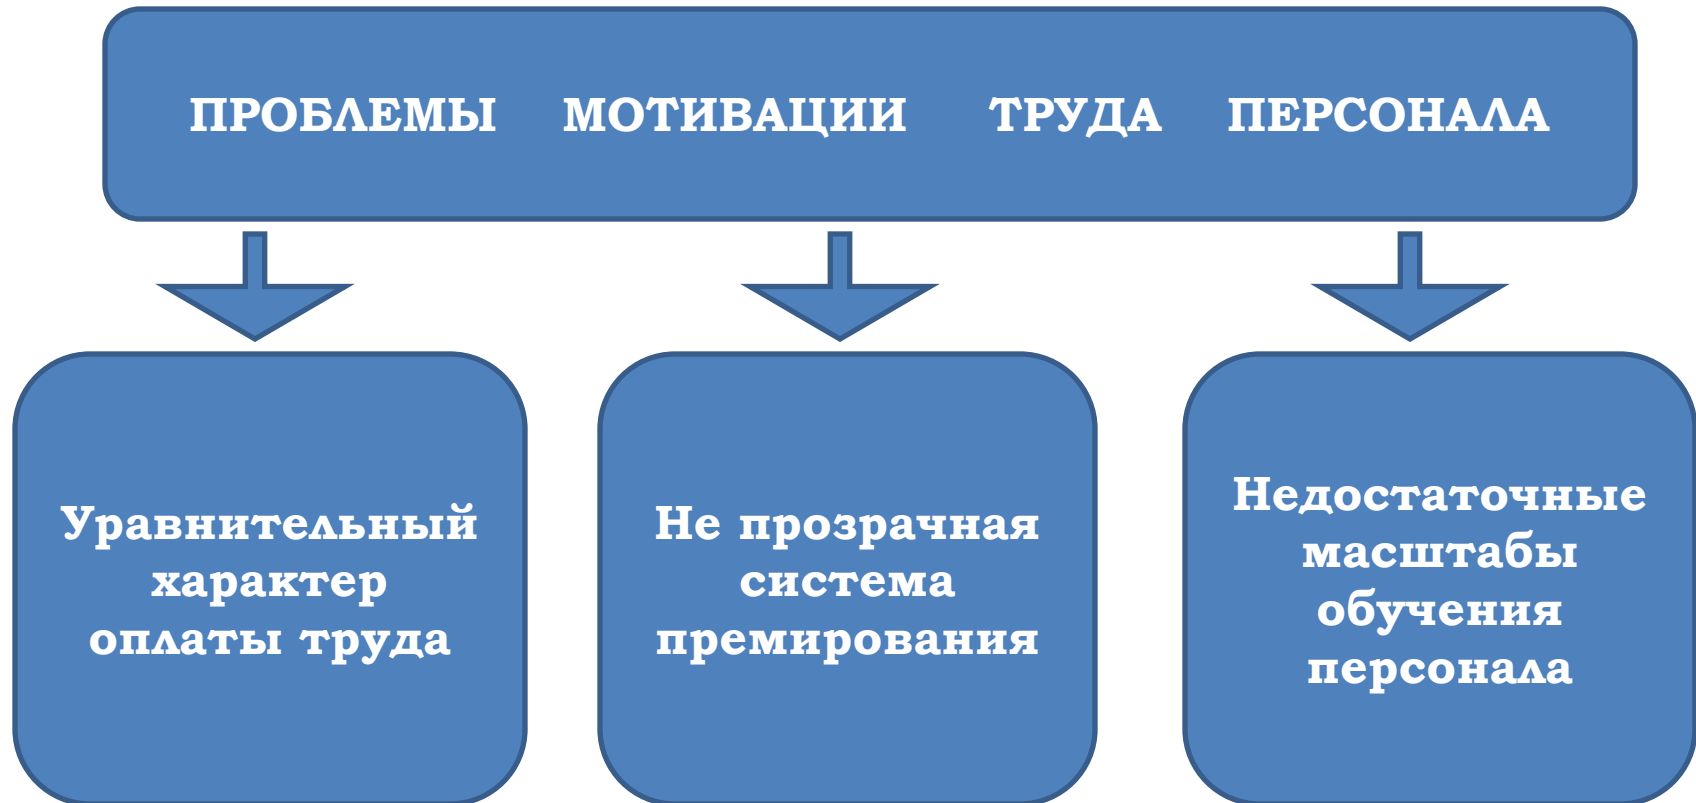 ПРОБЛЕМЫ МОТИВАЦИИ ТРУДА ПЕРСОНАЛА
Уравнительный
характер
оплаты труда
Не прозрачная
система
премирования
Недостаточные
масштабы
обучения
персонала